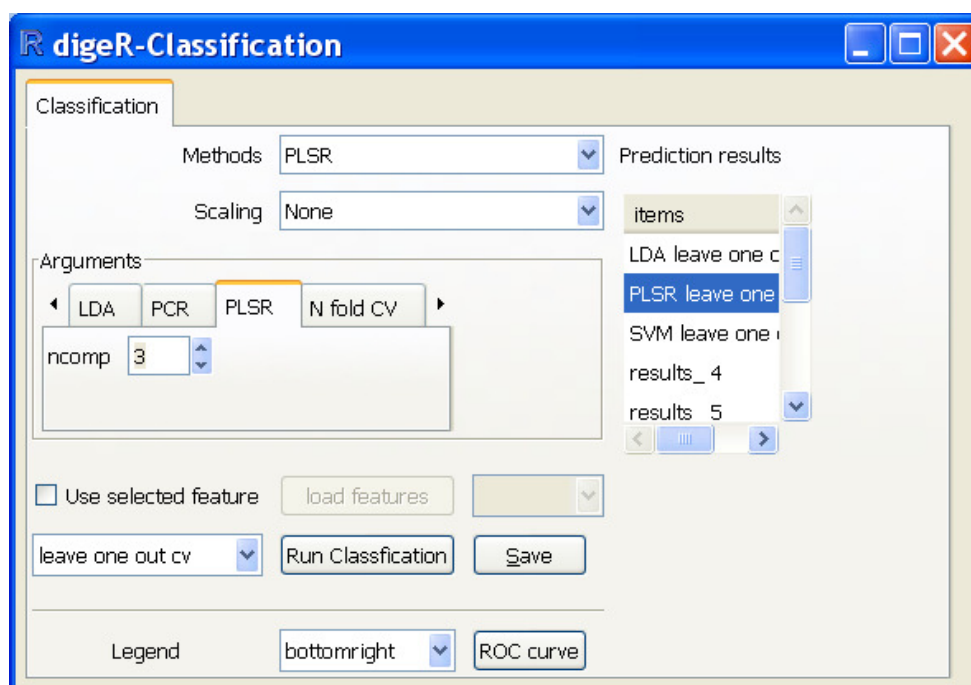 R digeR-Classification
Classification
Methods PLSR
Prediction results
Scaling None
items
LDA leave one c
PLSR leave one
SVM leave one
results_ 4
results_ 5
Arguments
LDA PCR PLSR N fold CV
ncomp 3
Use selected feature load features
leave one out cv Run Classfication Save
Legend bottomright ROC curve